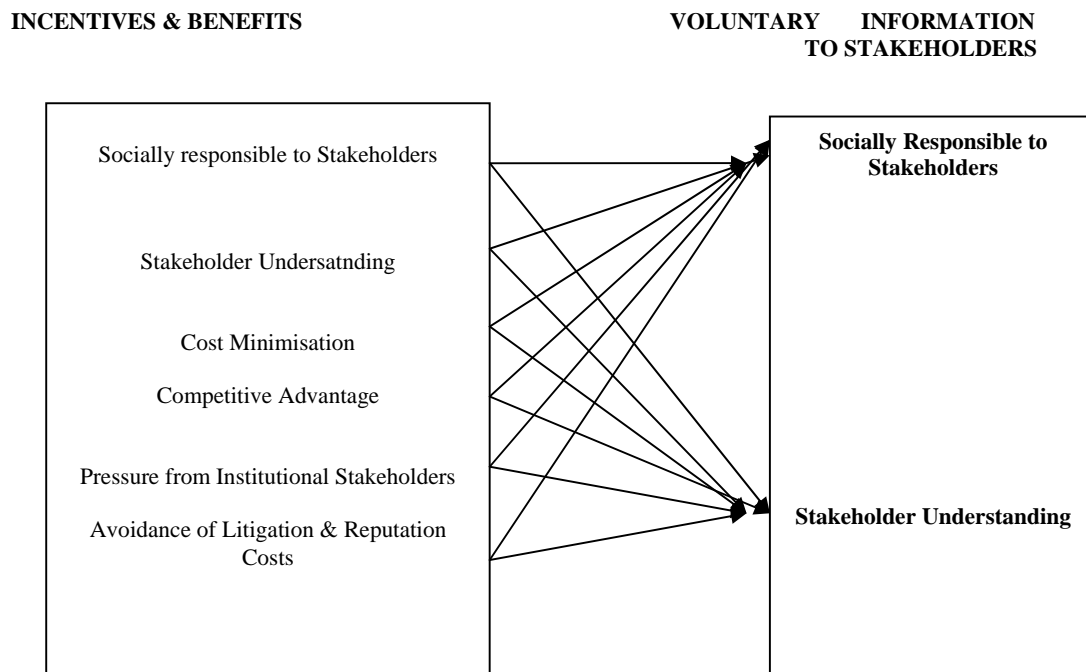 INCENTIVES & BENEFITS
VOLUNTARY INFORMATION
TO STAKEHOLDERS
Socially responsible to Stakeholders
Stakeholder Undersatnding
Cost Minimisation
Competitive Advantage
Pressure from Institutional Stakeholders
Avoidance of Litigation & Reputation
Costs
Socially Responsible to
Stakeholders
Stakeholder Understanding